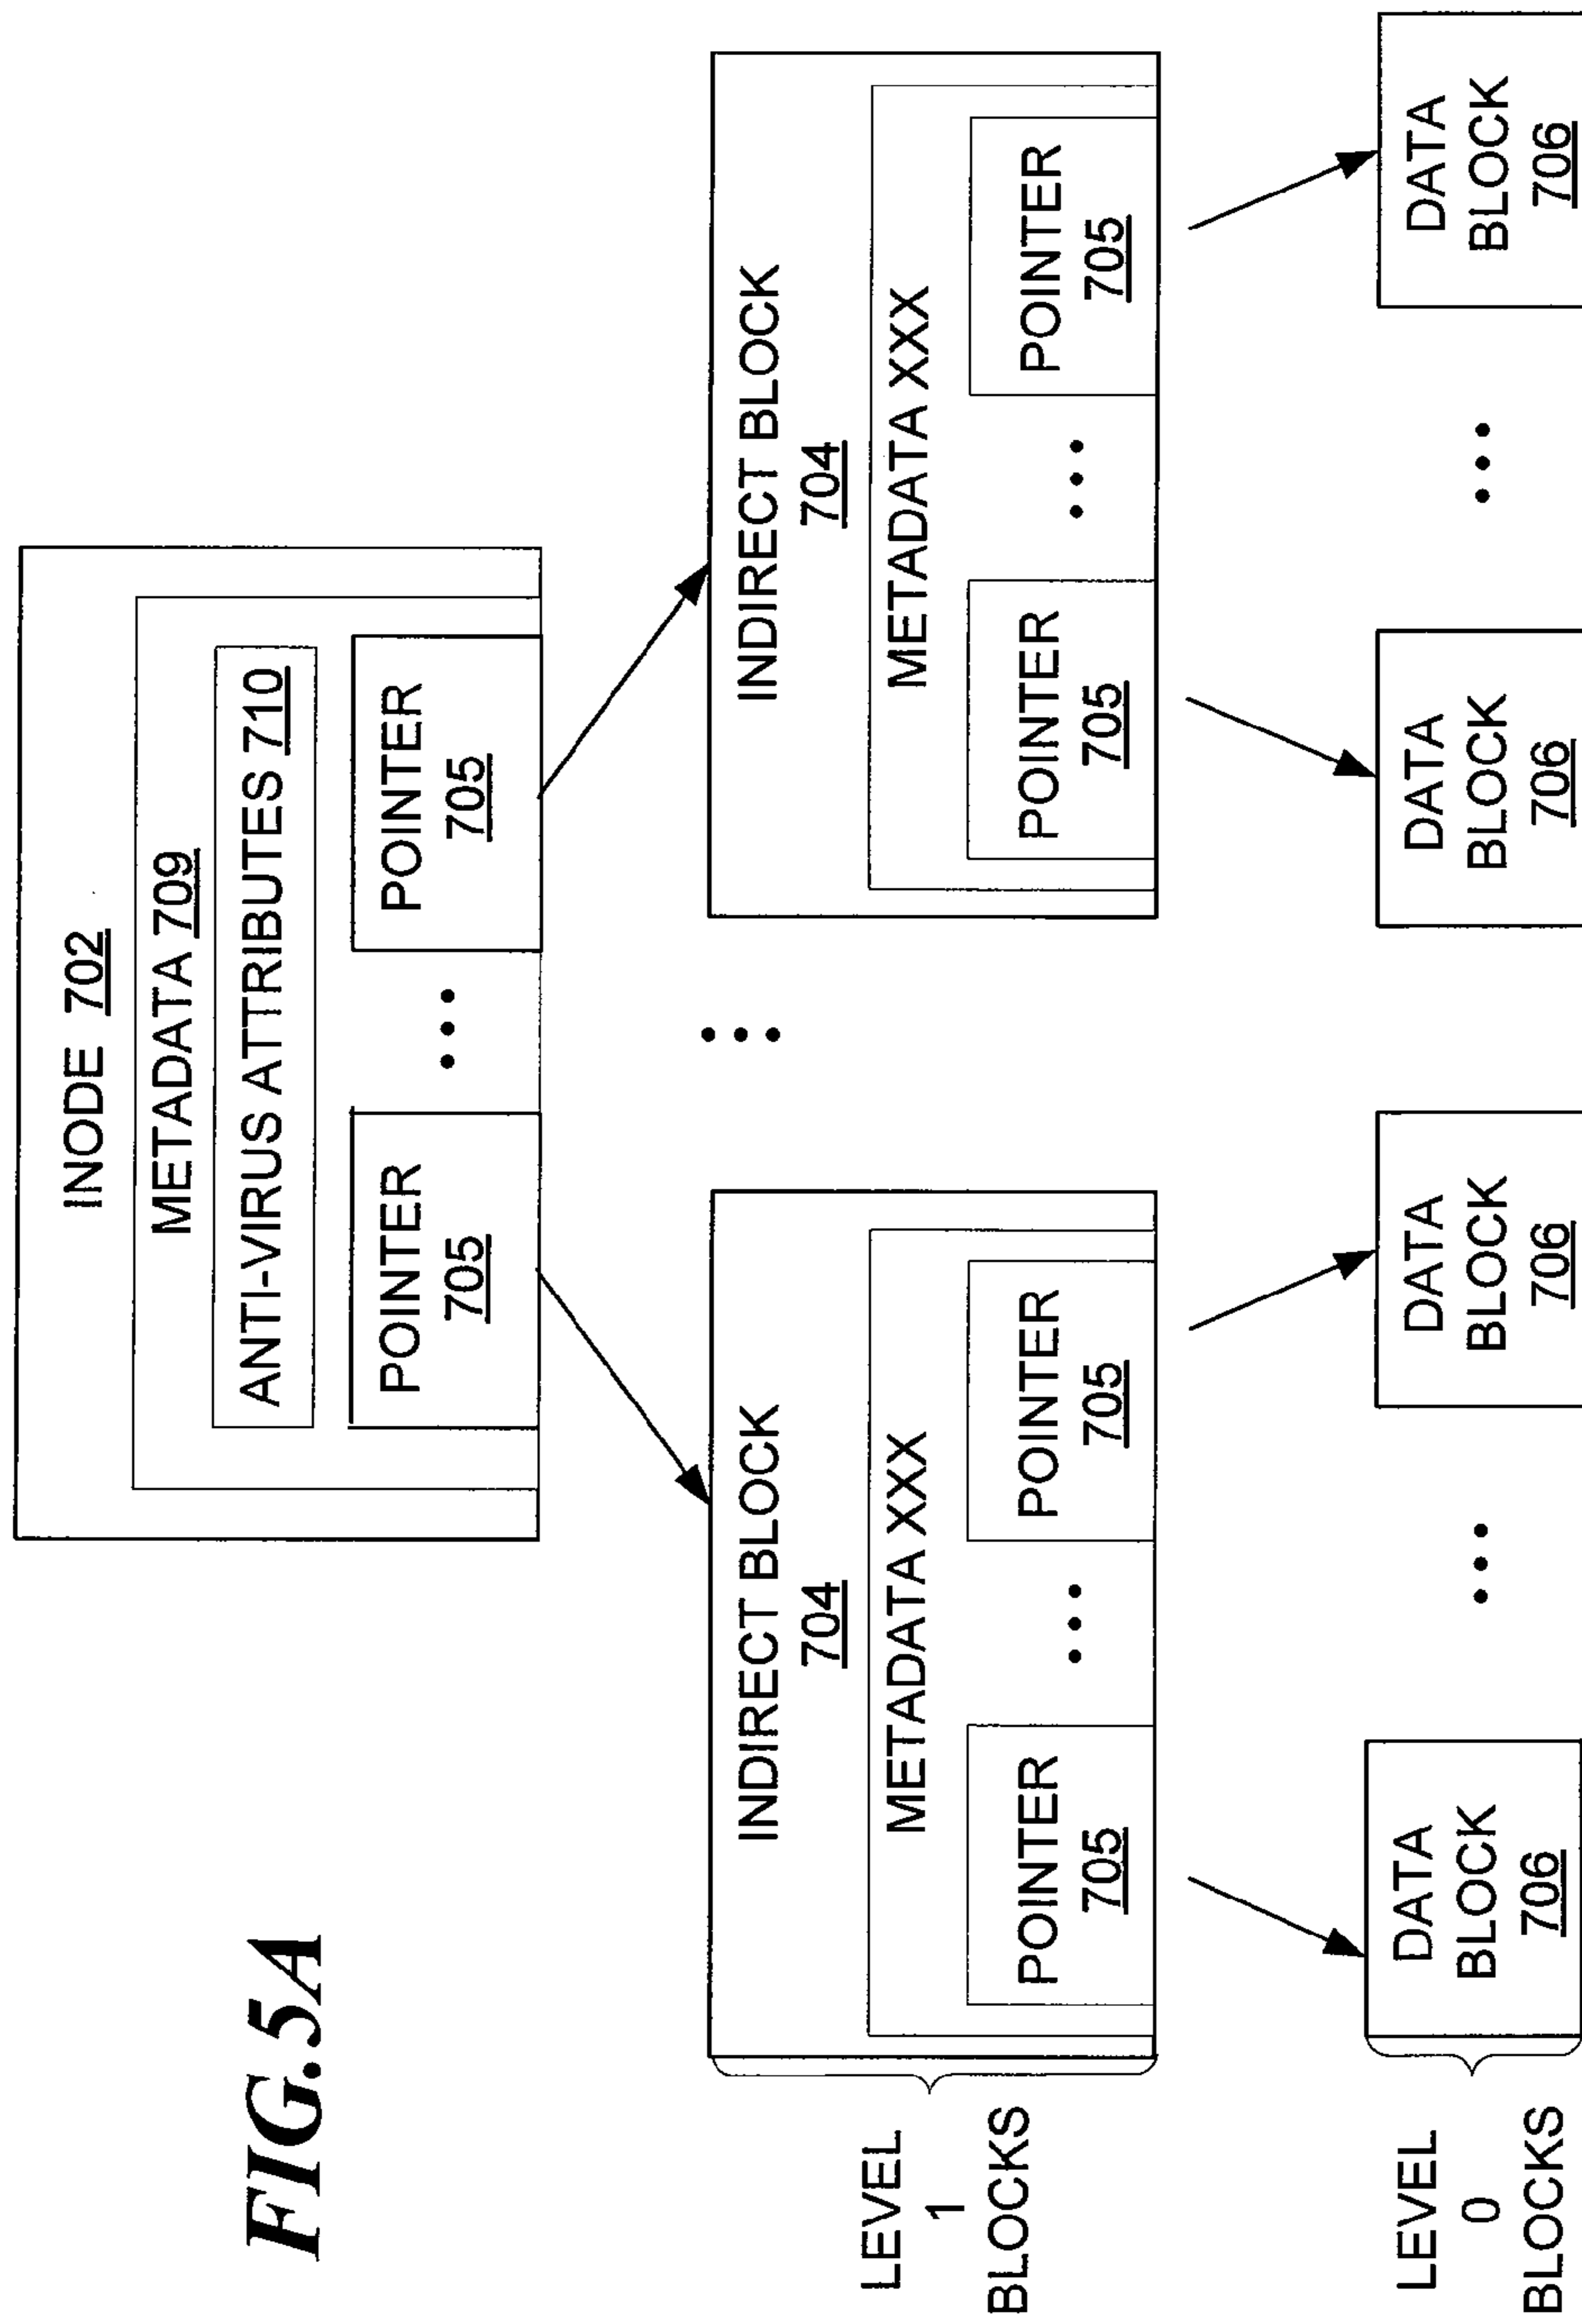 FIG.5A
INODE 702
METADATA 709
ANTI-VIRUS ATTRIBUTES 710
POINTER
705
...
POINTER
705
LEVEL
1
BLOCKS
INDIRECT BLOCK
704
METADATA XXX
POINTER
705
...
POINTER
705
...
INDIRECT BLOCK
704
METADATA XXX
POINTER
705
...
POINTER
705
LEVEL
0
BLOCKS
DATA
BLOCK
706
...
DATA
BLOCK
706
DATA
BLOCK
706
...
DATA
BLOCK
706